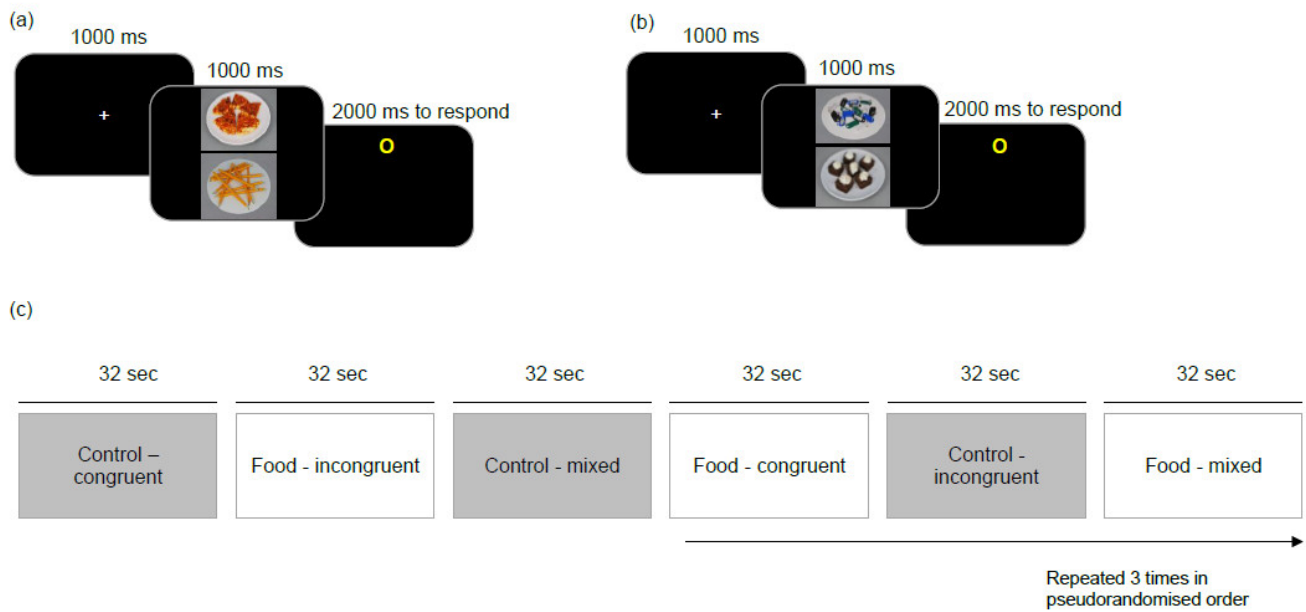 (a)
1000 ms
1000 ms
2000 ms to respond
+
O
(b)
1000 ms
1000 ms
2000 ms to respond
+
O
(c)
32 sec
32 sec
32 sec
32 sec
32 sec
32 sec
Control –
congruent
Food - incongruent
Control - mixed
Food - congruent
Control -
incongruent
Food - mixed
Repeated 3 times in
pseudorandomised order